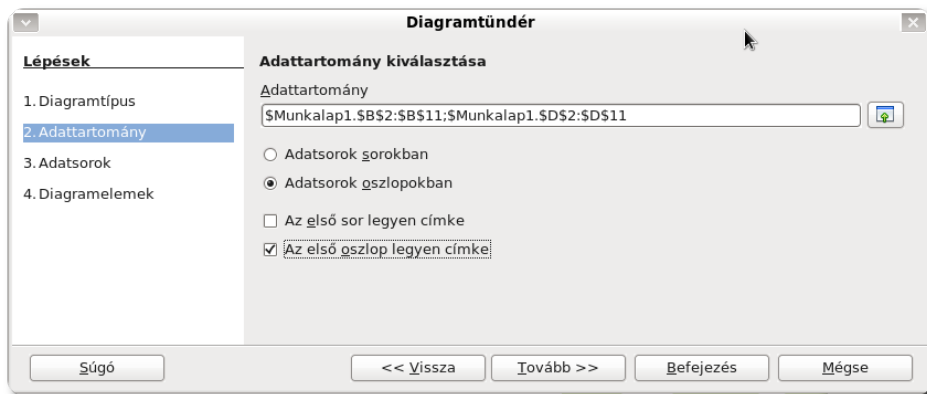 Diagramtündér
Lépések
1. Diagramtípus
2. Adattartomány
3. Adatsorok
4. Diagramelemek
Adattartomány kiválasztása
Adattartomány
$Munkalap1.$B$2:$B$11;$Munkalap1.$D$2:$D$11
Adatsorok sorokban
Adatsorok oszlopokban
Az első sor legyen címke
Az első oszlop legyen címke
Súgó
<< Vissza
Tovább >>
Befejezés
Mégse